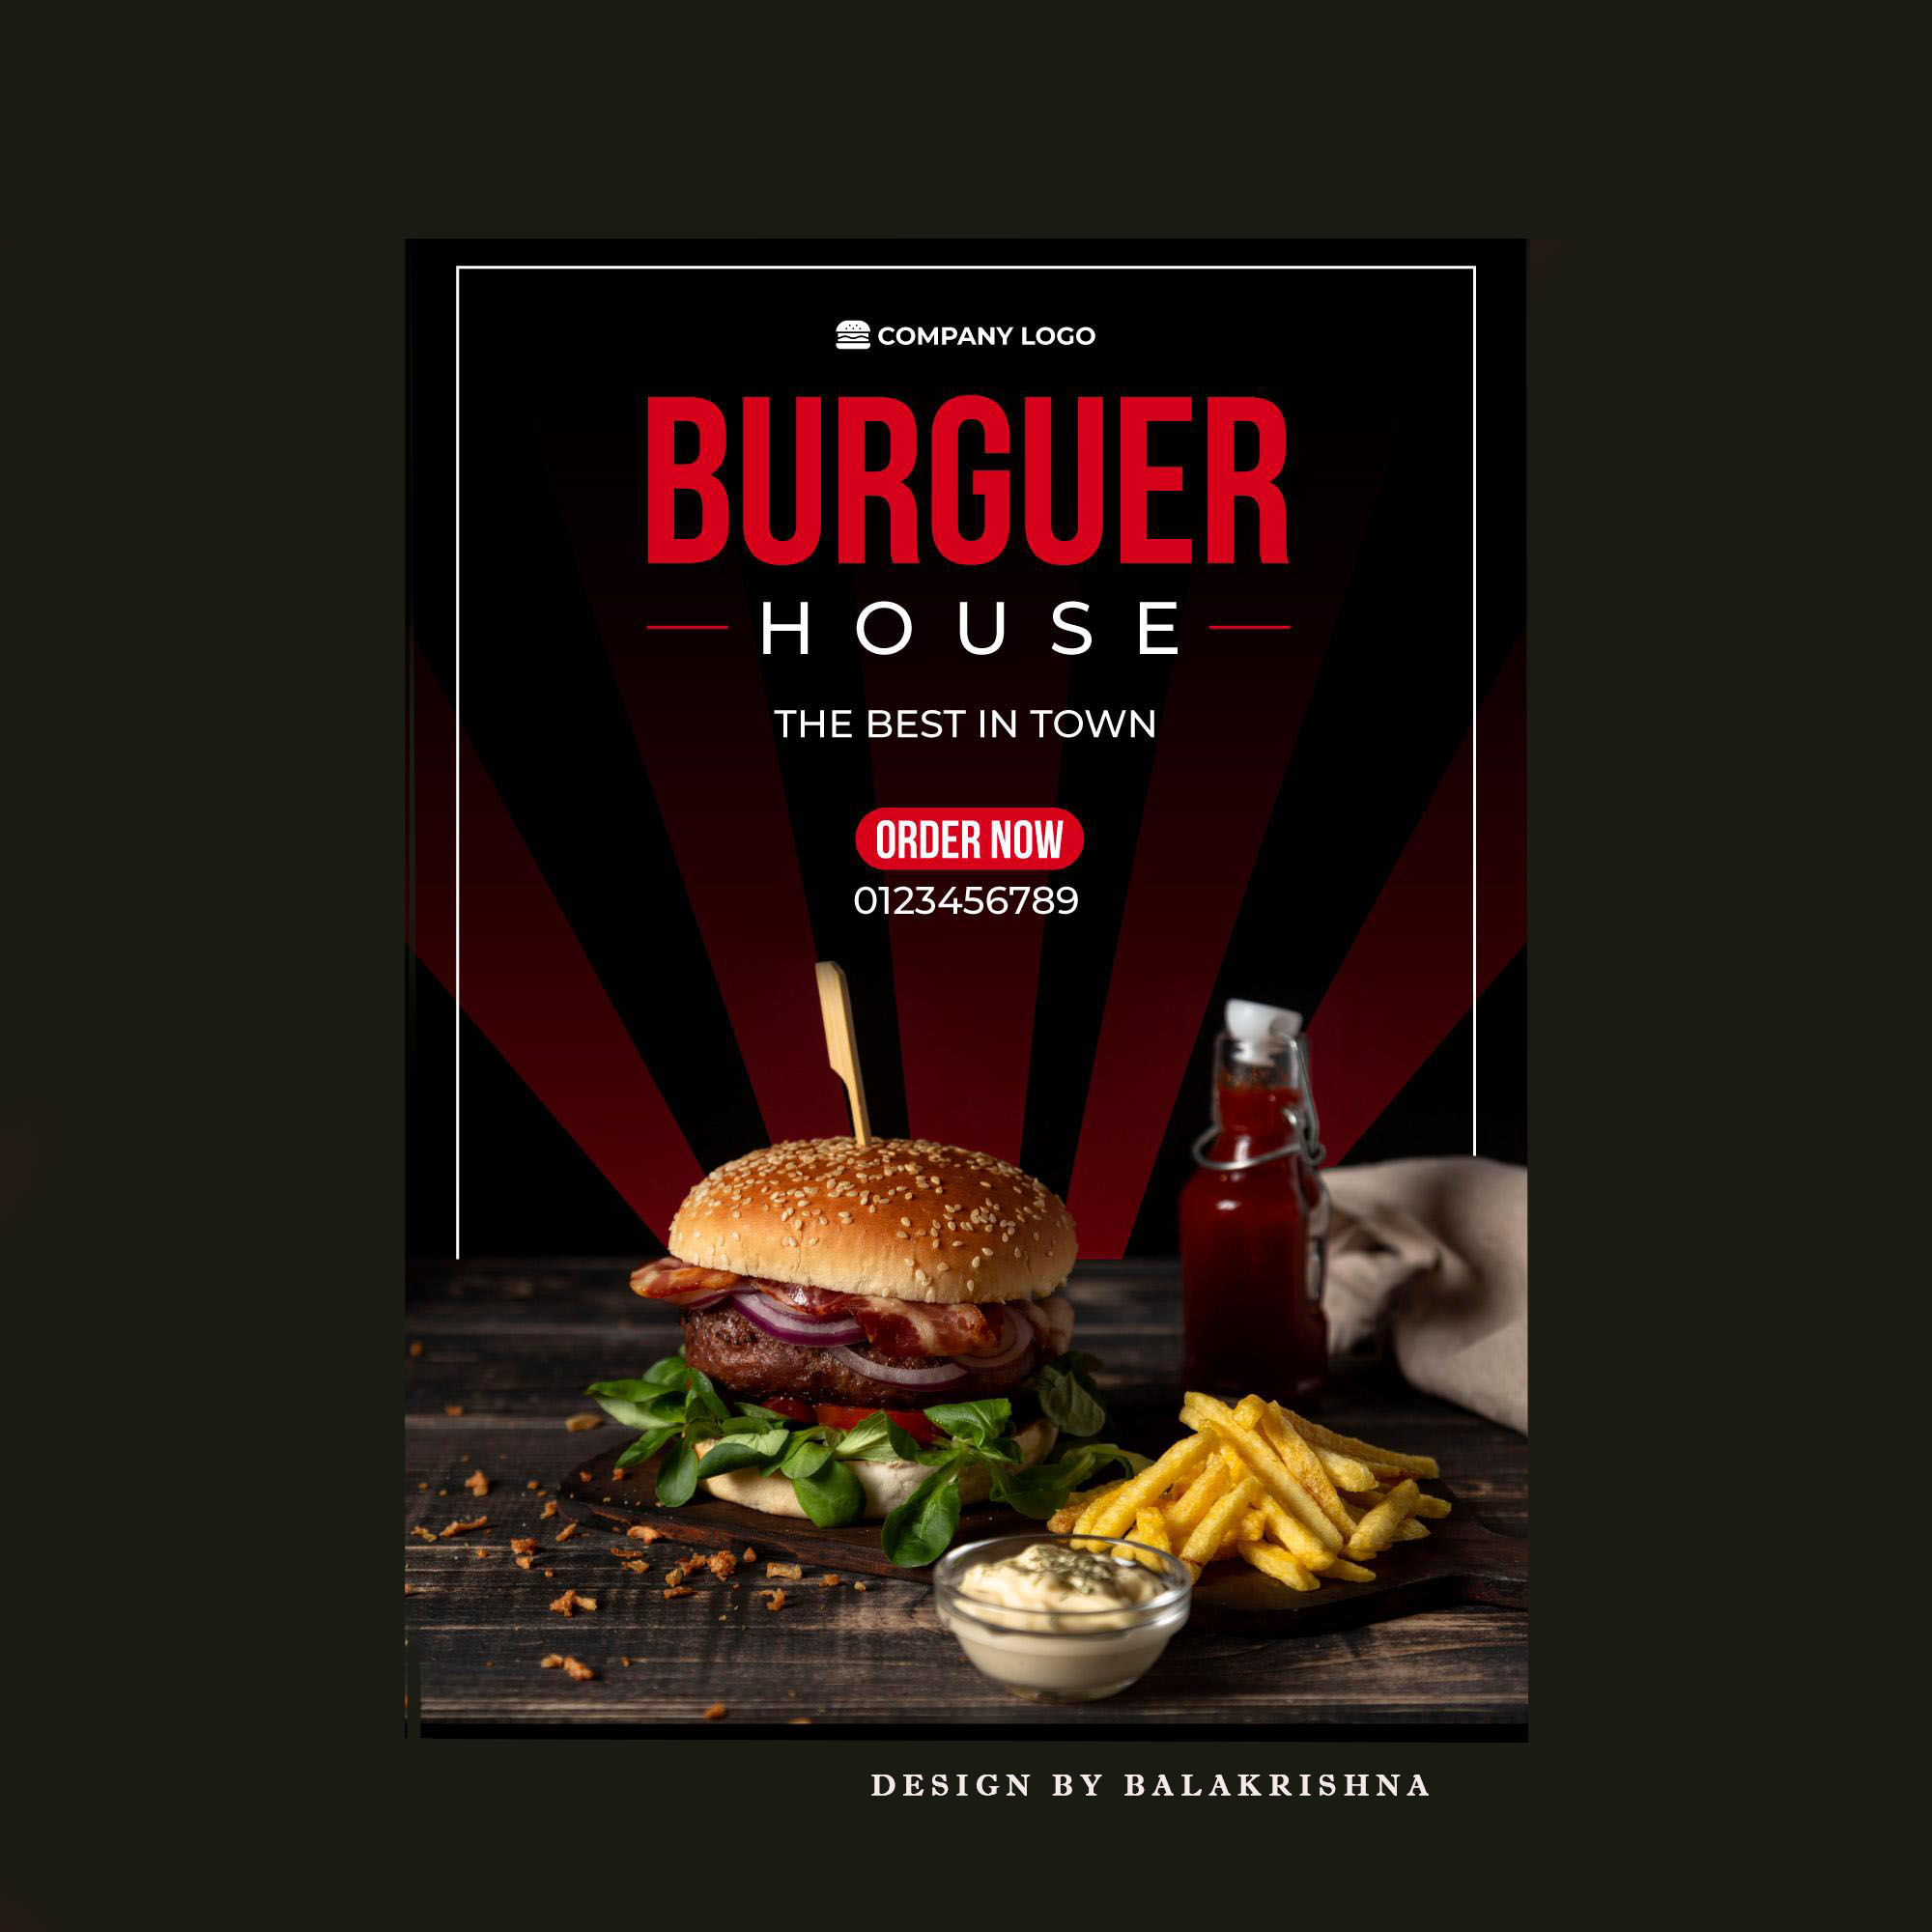 COMPANY LOGO
BURGUER
HOUSE
THE BEST IN TOWN
ORDER NOW
0123456789
DESIGN BY BALAKRISHNA